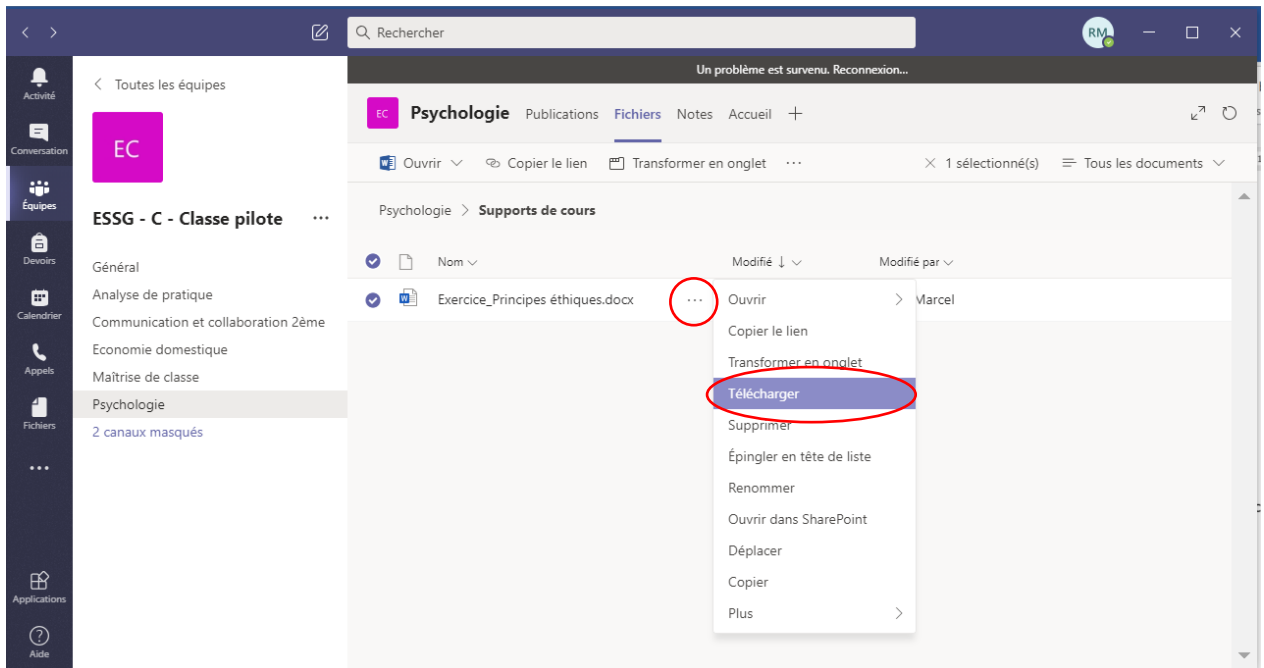 Rechercher
RM
Activité
Conversation
Équipes
Devoirs
Calendrier
Appels
Fichiers
Applications
Aide
Toutes les équipes
EC
ESSG - C - Classe pilote
Général
Analyse de pratique
Communication et collaboration 2ème
Economie domestique
Maîtrise de classe
Psychologie
2 canaux masqués
Un problème est survenu. Reconnexion...
EC Psychologie Publications Fichiers Notes Accueil
Ouvrir Copier le lien Transformer en onglet ... 1 sélectionné(s) Tous les documents
Psychologie > Supports de cours
Nom Modifié Modifié par
Exercice_Principes éthiques.docx ... Marcel
Ouvrir
Copier le lien
Transformer en onglet
Télécharger
Supprimer
Épingler en tête de liste
Renommer
Ouvrir dans SharePoint
Déplacer
Copier
Plus